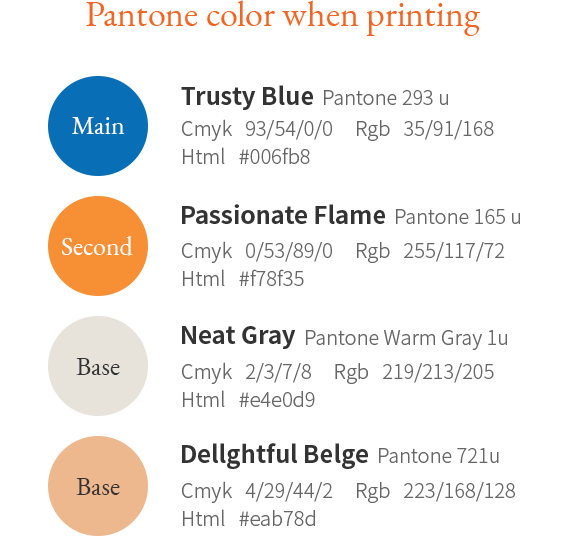 Pantone color when printing
Main
Trusty Blue Pantone 293 u
Cmyk 93/54/0/0 Rgb 35/91/168
Html #006fb8
Second
Passionate Flame Pantone 165 u
Cmyk 0/53/89/0 Rgb 255/117/72
Html #f78f35
Base
Neat Gray Pantone Warm Gray 1u
Cmyk 2/3/7/8 Rgb 219/213/205
Html #e4e0d9
Base
Dellghtful Belge Pantone 721u
Cmyk 4/29/44/2 Rgb 223/168/128
Html #eab78d